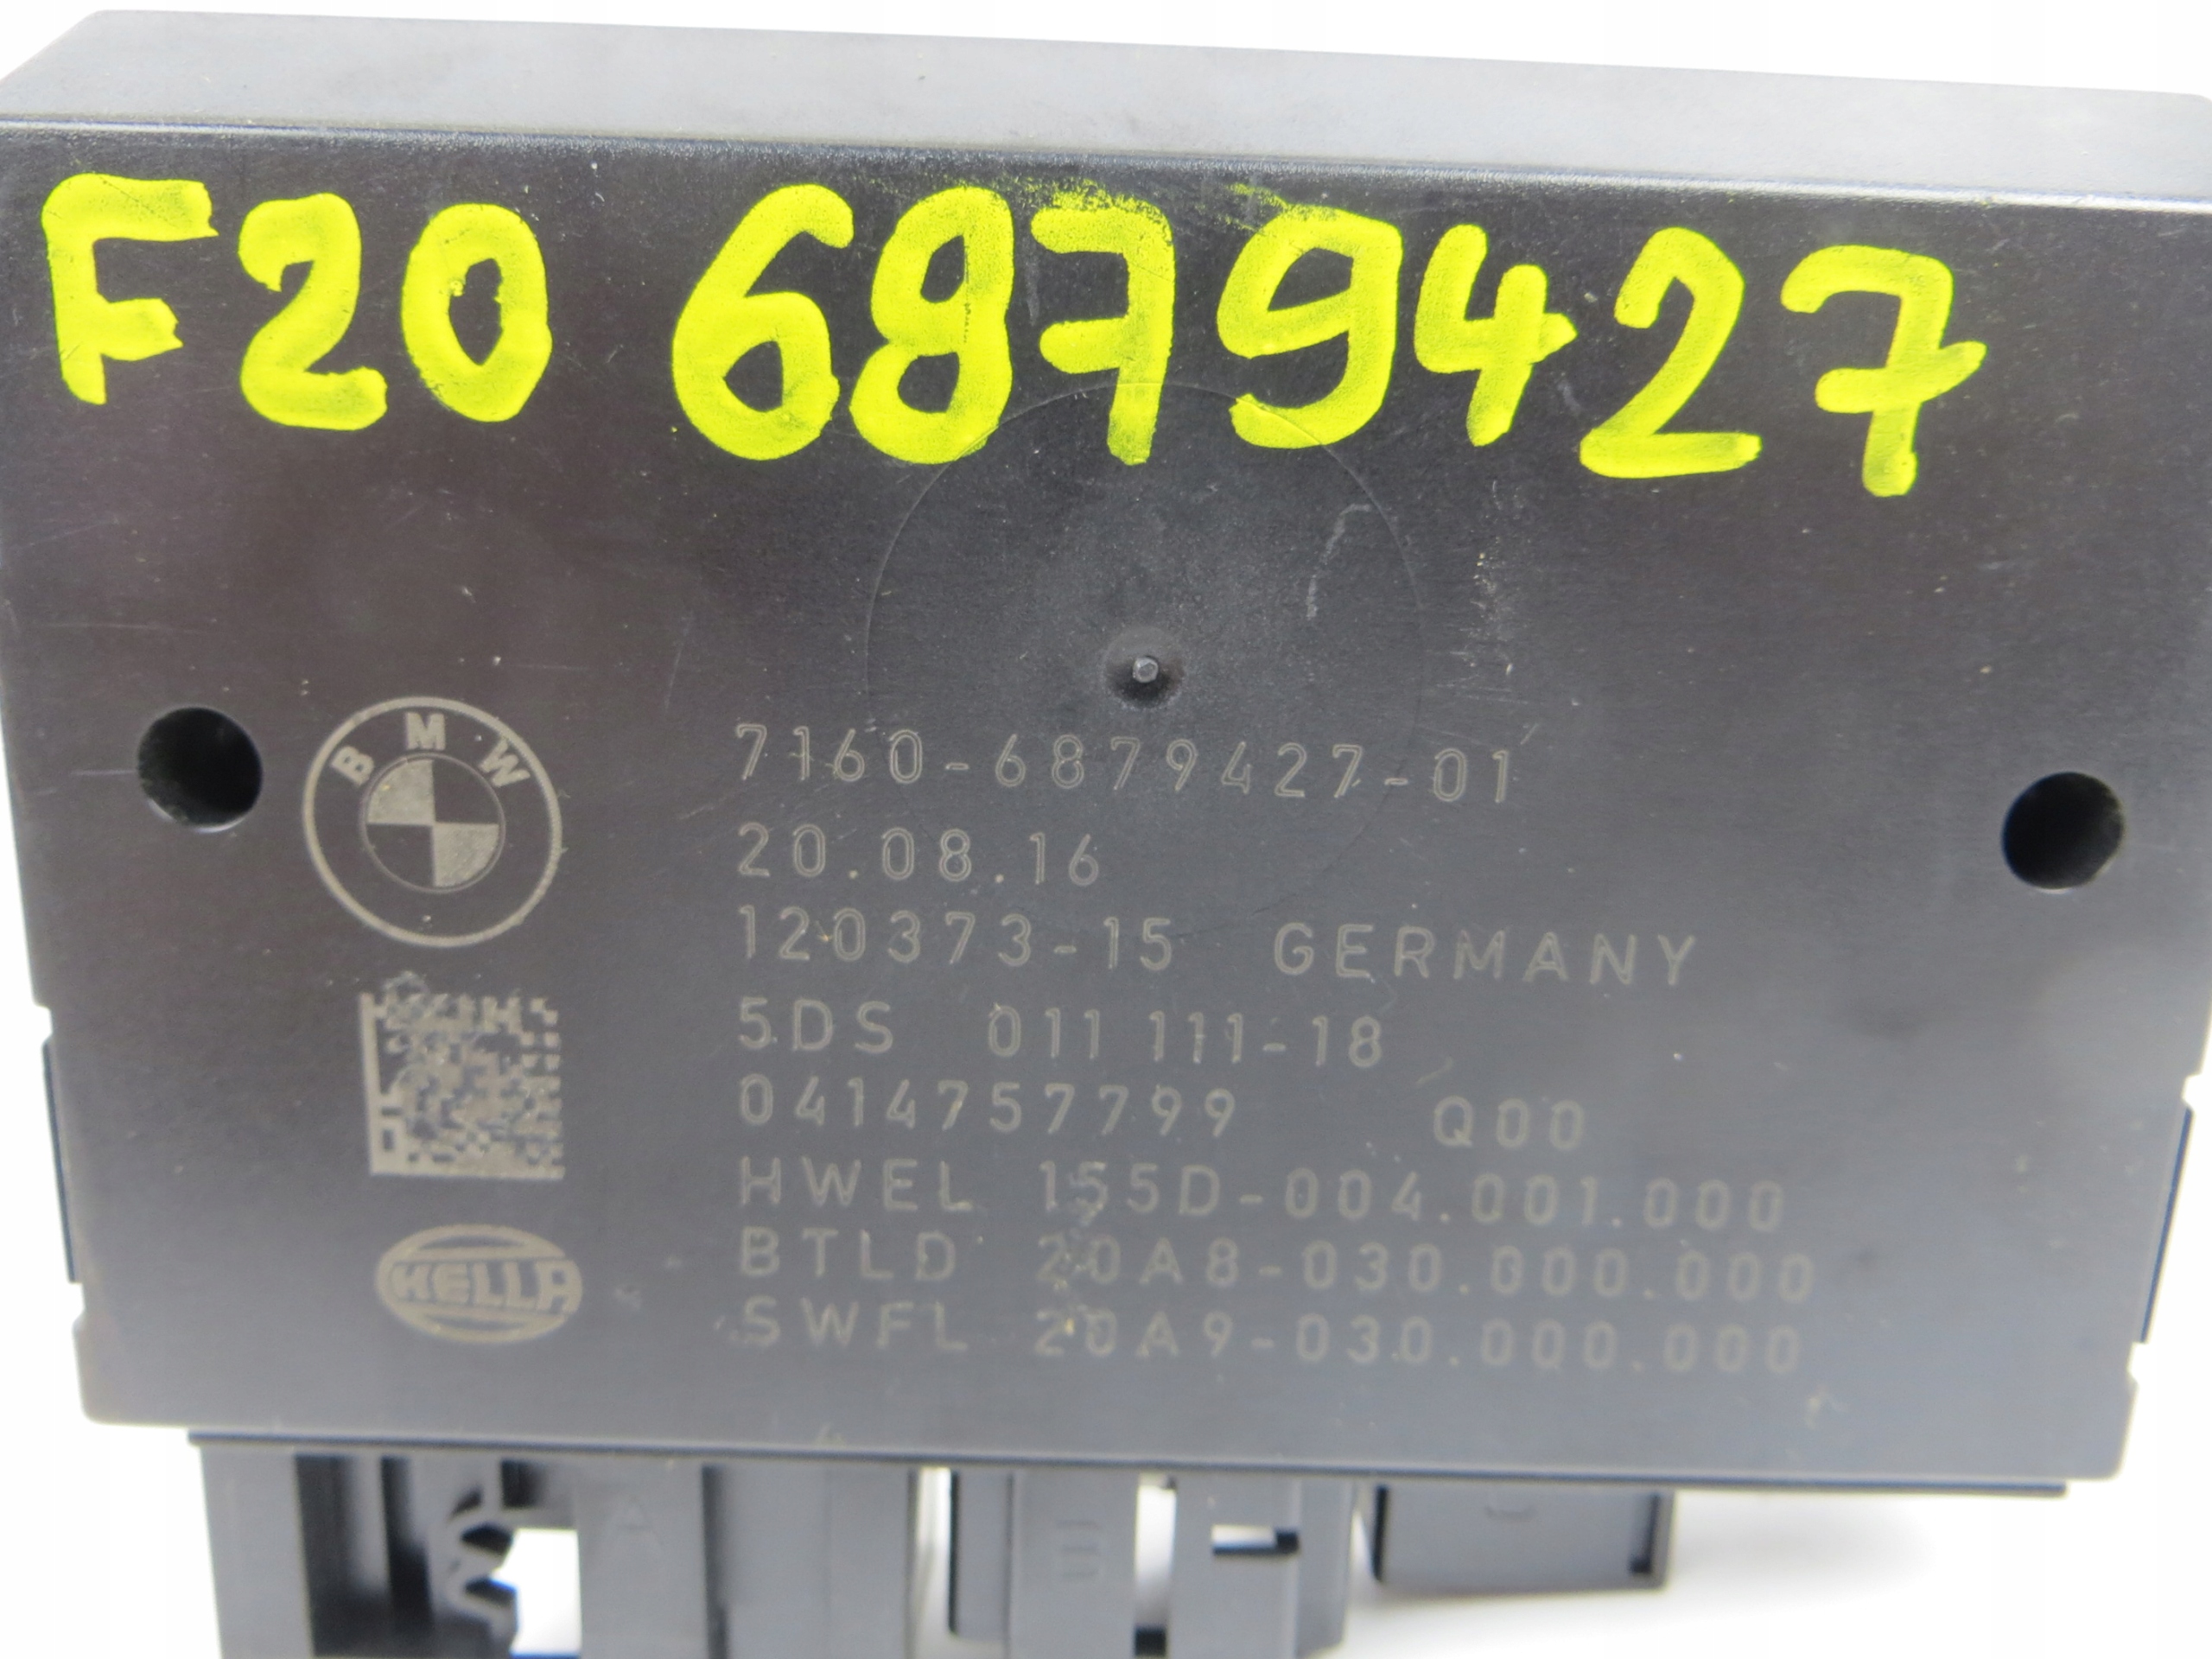 F20 6879427
BMW
7160-6879427-01
20.08.16
120373-15 GERMANY
5DS 011 111-18
0414757799 Q00
HWEL 155D-004.001.000
BTLD 20A8-030.000.000
SWFL 20A9-030.000.000
HELLA
A
B